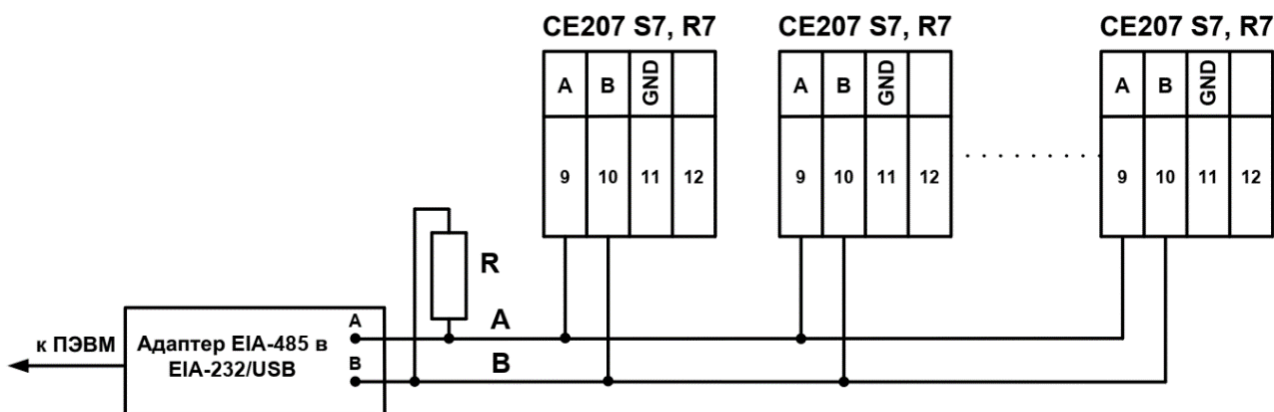 CE207 S7, R7 CE207 S7, R7 CE207 S7, R7
A B GND A B GND A B GND
9 10 11 12 9 10 11 12 9 10 11 12
R
A
A
к ПЭВМ
Адаптер EIA-485 в
EIA-232/USB
B
B